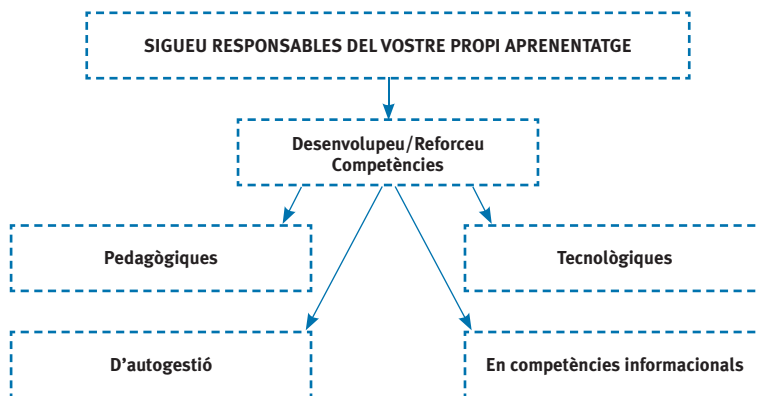 SIGUEU RESPONSABLES DEL VOSTRE PROPI APRENENTATGE
Desenvolupeu/Reforceu
Competències
Pedagògiques
Tecnològiques
D'autogestió
En competències informacionals